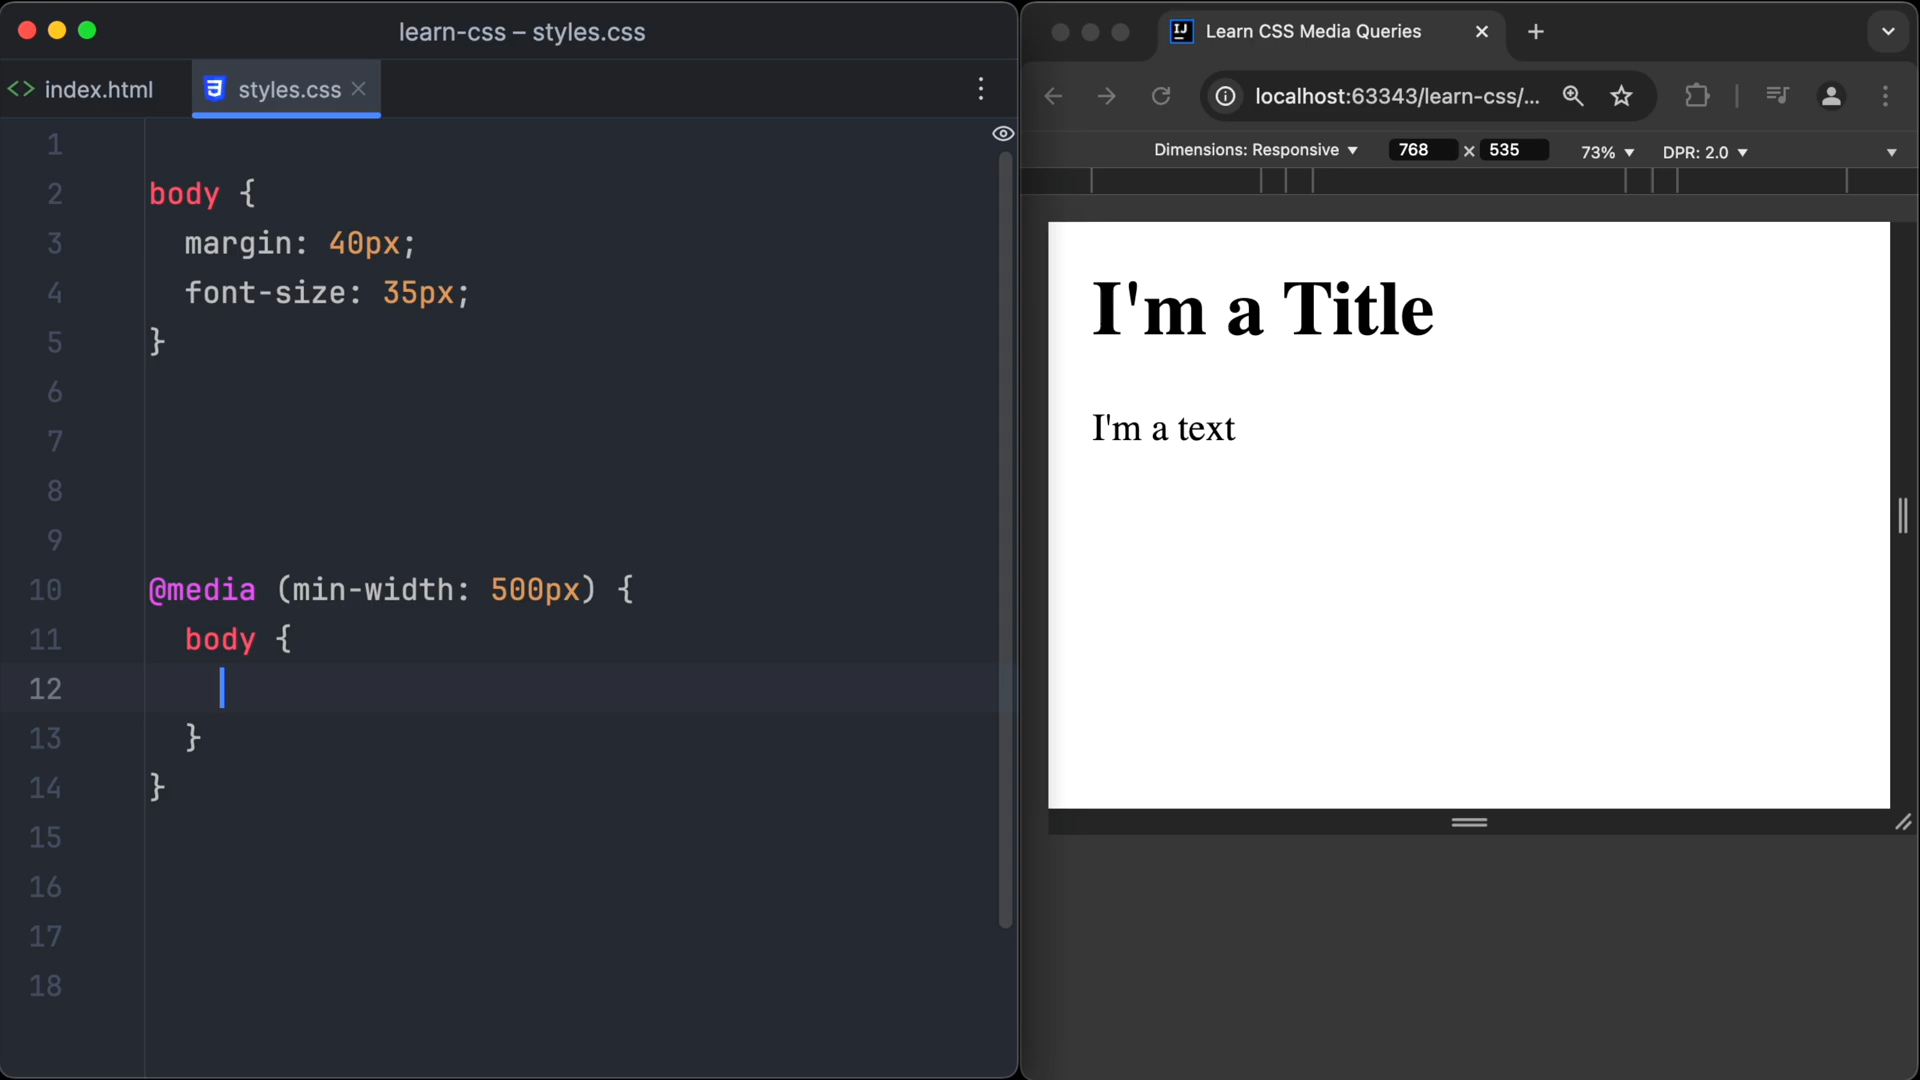 learn-css – styles.css
<> index.html
styles.css
1
2 body {
3 margin: 40px;
4 font-size: 35px;
5 }
6
7
8
9
10 @media (min-width: 500px) {
11 body {
12
13 }
14 }
15
16
17
18
IJ Learn CSS Media Queries
localhost:63343/learn-css/...
Dimensions: Responsive 768 x 535 73% DPR: 2.0
I'm a Title
I'm a text